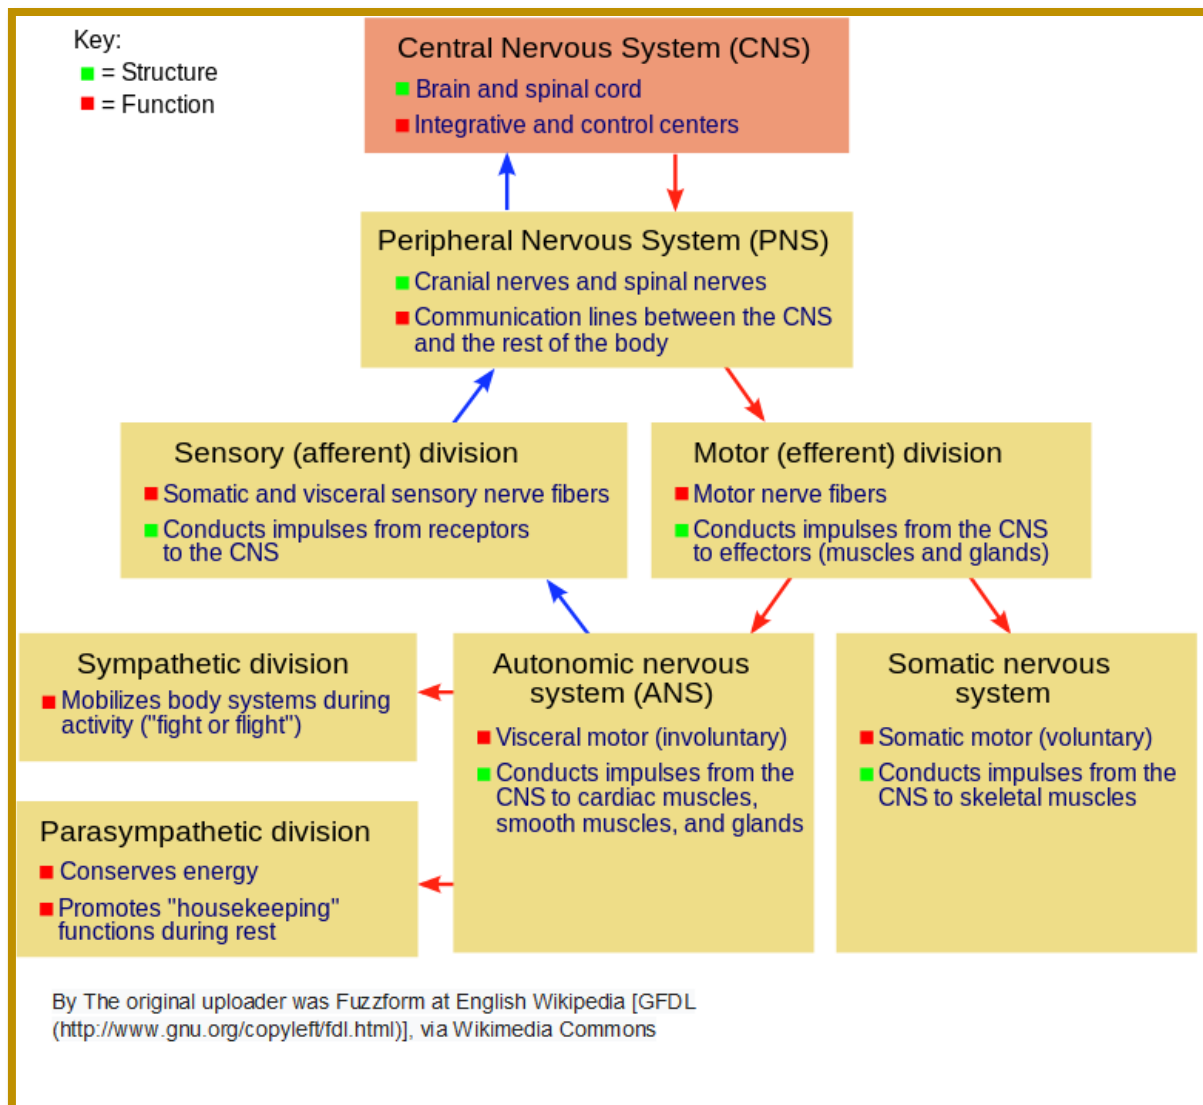 Key:
= Structure
= Function
Central Nervous System (CNS)
Brain and spinal cord
Integrative and control centers
Peripheral Nervous System (PNS)
Cranial nerves and spinal nerves
Communication lines between the CNS
and the rest of the body
Sensory (afferent) division
Somatic and visceral sensory nerve fibers
Conducts impulses from receptors
to the CNS
Motor (efferent) division
Motor nerve fibers
Conducts impulses from the CNS
to effectors (muscles and glands)
Sympathetic division
Mobilizes body systems during
activity ("fight or flight")
Parasympathetic division
Conserves energy
Promotes "housekeeping"
functions during rest
Autonomic nervous
system (ANS)
Visceral motor (involuntary)
Conducts impulses from the
CNS to cardiac muscles,
smooth muscles, and glands
Somatic nervous
system
Somatic motor (voluntary)
Conducts impulses from the
CNS to skeletal muscles
By The original uploader was Fuzzform at English Wikipedia [GFDL
(http://www.gnu.org/copyleft/fdl.html)], via Wikimedia Commons